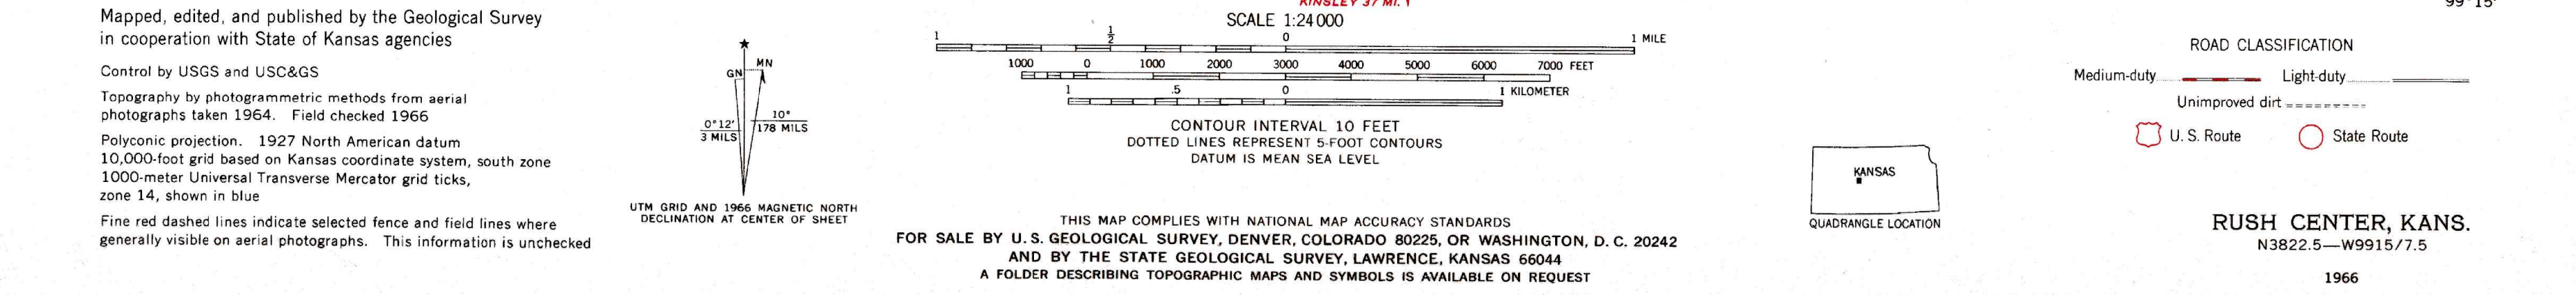 Mapped, edited, and published by the Geological Survey
in cooperation with State of Kansas agencies
Control by USGS and USC&GS
Topography by photogrammetric methods from aerial
photographs taken 1964. Field checked 1966
Polyconic projection. 1927 North American datum
10,000-foot grid based on Kansas coordinate system, south zone
1000-meter Universal Transverse Mercator grid ticks,
zone 14, shown in blue
Fine red dashed lines indicate selected fence and field lines where
generally visible on aerial photographs. This information is unchecked
★
GN
MN
0°12'
3 MILS
10°
178 MILS
UTM GRID AND 1966 MAGNETIC NORTH
DECLINATION AT CENTER OF SHEET
KINSLEY 37 MI.
SCALE 1:24 000
1 ½ 0 1 MILE
1000 0 1000 2000 3000 4000 5000 6000 7000 FEET
1 .5 0 1 KILOMETER
CONTOUR INTERVAL 10 FEET
DOTTED LINES REPRESENT 5-FOOT CONTOURS
DATUM IS MEAN SEA LEVEL
THIS MAP COMPLIES WITH NATIONAL MAP ACCURACY STANDARDS
FOR SALE BY U. S. GEOLOGICAL SURVEY, DENVER, COLORADO 80225, OR WASHINGTON, D. C. 20242
AND BY THE STATE GEOLOGICAL SURVEY, LAWRENCE, KANSAS 66044
A FOLDER DESCRIBING TOPOGRAPHIC MAPS AND SYMBOLS IS AVAILABLE ON REQUEST
KANSAS
QUADRANGLE LOCATION
99°15'
ROAD CLASSIFICATION
Medium-duty Light-duty
Unimproved dirt
U. S. Route State Route
RUSH CENTER, KANS.
N3822.5—W9915/7.5
1966